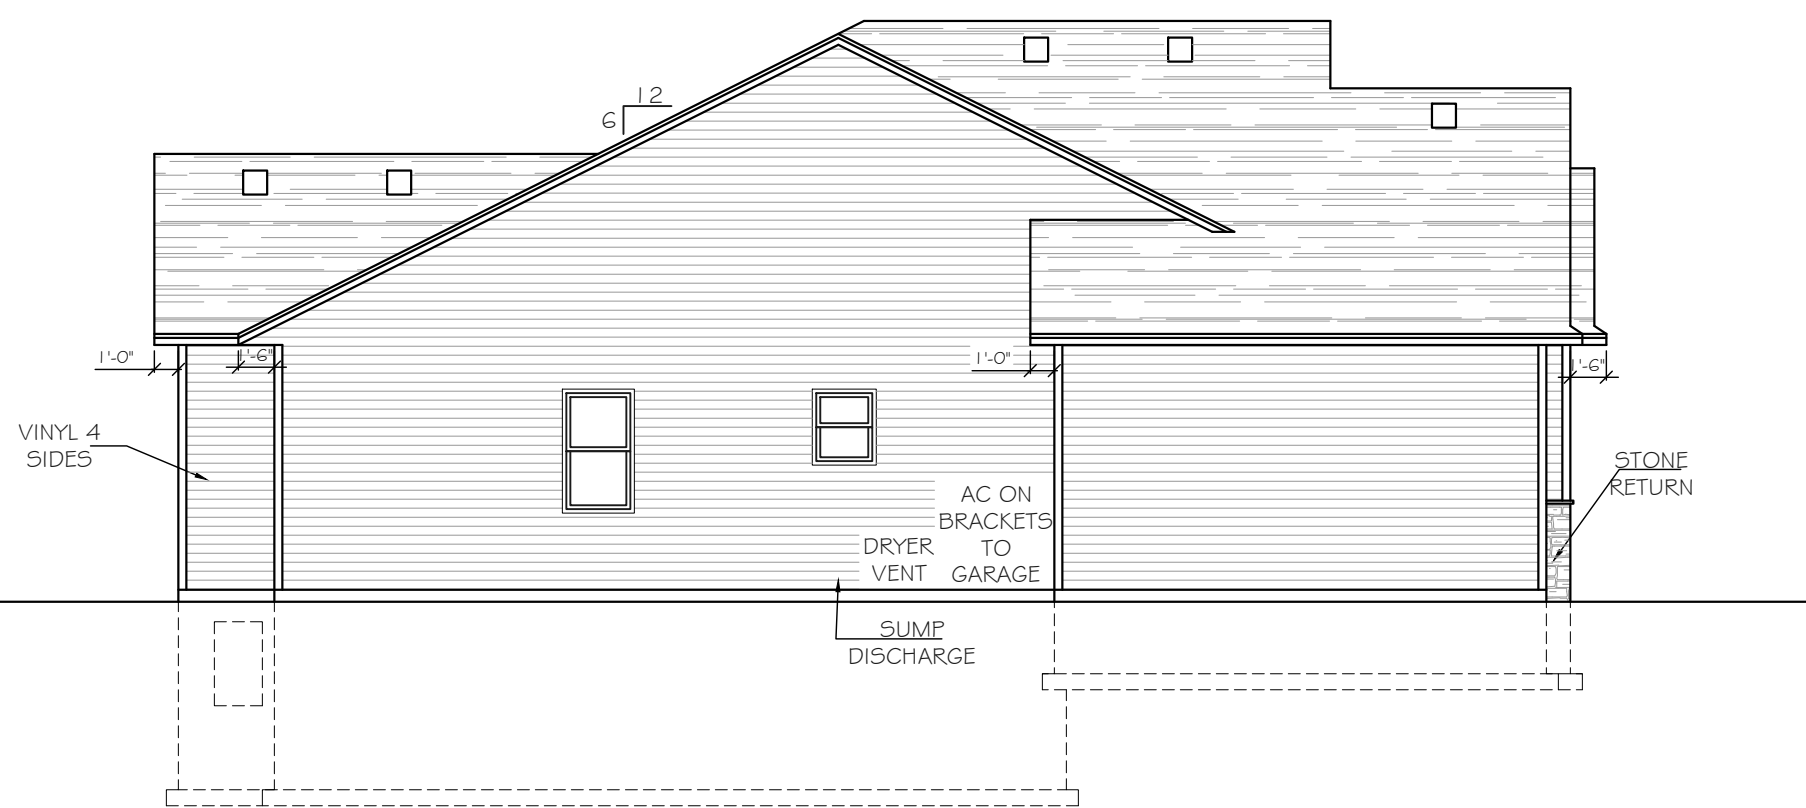 12
6
1'-0"
1'-6"
1'-0"
1'-6"
VINYL 4
SIDES
STONE
RETURN
AC ON
BRACKETS
TO
GARAGE
DRYER
VENT
SUMP
DISCHARGE